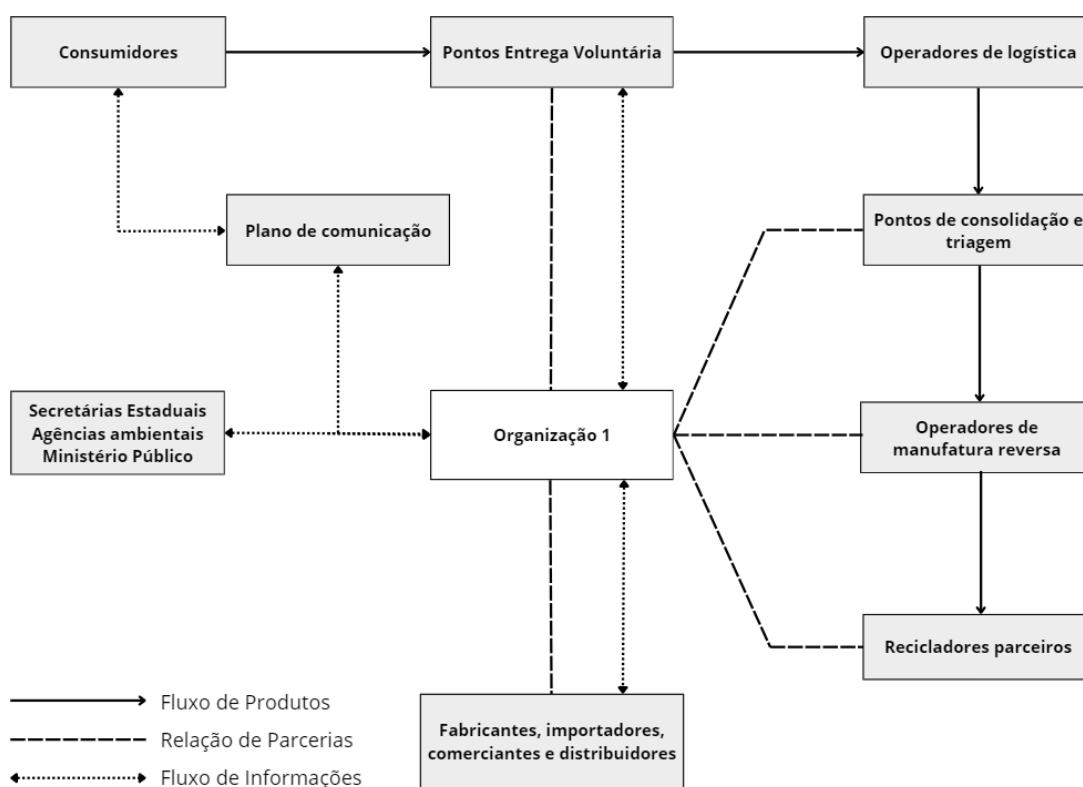 Consumidores
Pontos Entrega Voluntária
Operadores de logística
Plano de comunicação
Pontos de consolidação e
triagem
Secretárias Estaduais
Agências ambientais
Ministério Público
Organização 1
Operadores de
manufatura reversa
Recicladores parceiros
Fabricantes, importadores,
comerciantes e distribuidores
Fluxo de Produtos
Relação de Parcerias
Fluxo de Informações